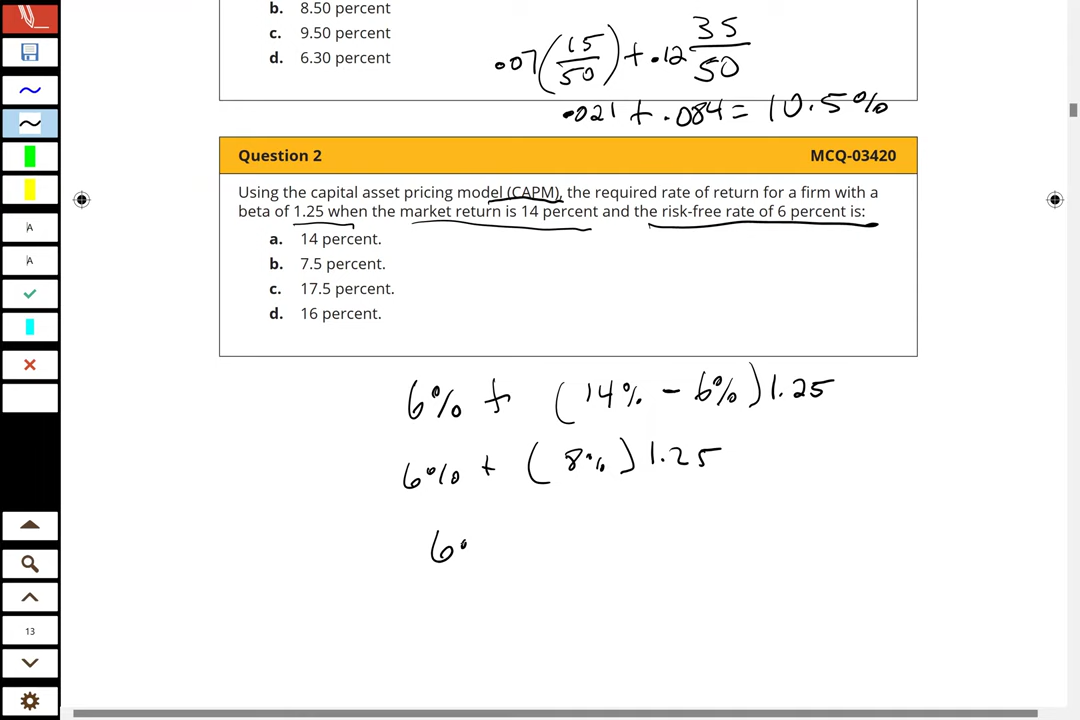 b. 8.50 percent
c. 9.50 percent
d. 6.30 percent
.007(15/50) + .12 35/50
.021 + .084 = 10.5%
Question 2 MCQ-03420
Using the capital asset pricing model (CAPM), the required rate of return for a firm with a
beta of 1.25 when the market return is 14 percent and the risk-free rate of 6 percent is:
a. 14 percent.
b. 7.5 percent.
c. 17.5 percent.
d. 16 percent.
6% + (14% - 6%) 1.25
6% + (8%) 1.25
6
A
A
13